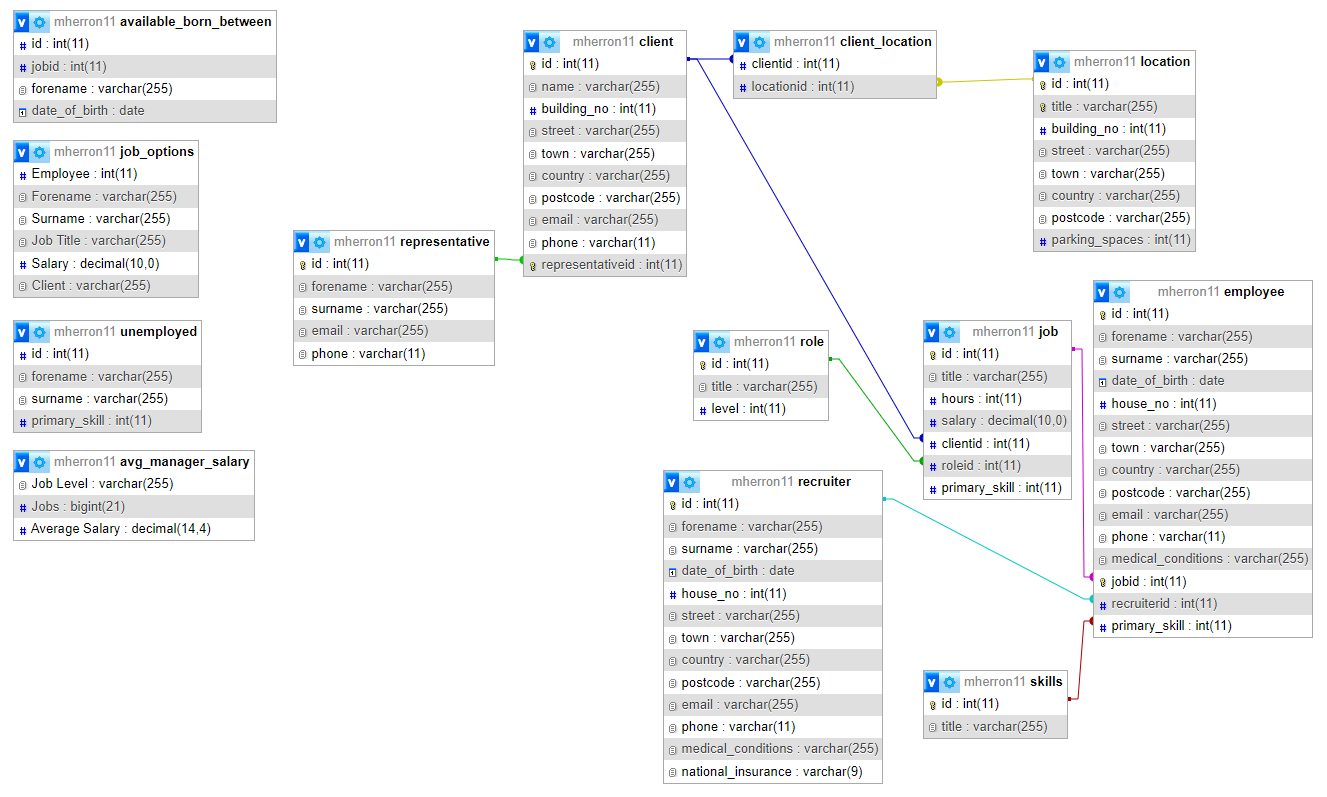 mherron11 available_born_between
id : int(11)
jobid : int(11)
forename : varchar(255)
date_of_birth : date
mherron11 job_options
Employee : int(11)
Forename : varchar(255)
Surname : varchar(255)
Job Title : varchar(255)
Salary : decimal(10,0)
Client : varchar(255)
mherron11 unemployed
id : int(11)
forename : varchar(255)
surname : varchar(255)
primary_skill : int(11)
mherron11 avg_manager_salary
Job Level : varchar(255)
Jobs : bigint(21)
Average Salary : decimal(14,4)
mherron11 representative
id : int(11)
forename : varchar(255)
surname : varchar(255)
email : varchar(255)
phone : varchar(11)
mherron11 client
id : int(11)
name : varchar(255)
building_no : int(11)
street : varchar(255)
town : varchar(255)
country : varchar(255)
postcode : varchar(255)
email : varchar(255)
phone : varchar(11)
representativeid : int(11)
mherron11 client_location
clientid : int(11)
locationid : int(11)
mherron11 location
id : int(11)
title : varchar(255)
building_no : int(11)
street : varchar(255)
town : varchar(255)
country : varchar(255)
postcode : varchar(255)
parking_spaces : int(11)
mherron11 role
id : int(11)
title : varchar(255)
level : int(11)
mherron11 job
id : int(11)
title : varchar(255)
hours : int(11)
salary : decimal(10,0)
clientid : int(11)
roleid : int(11)
primary_skill : int(11)
mherron11 employee
id : int(11)
forename : varchar(255)
surname : varchar(255)
date_of_birth : date
house_no : int(11)
street : varchar(255)
town : varchar(255)
country : varchar(255)
postcode : varchar(255)
email : varchar(255)
phone : varchar(11)
medical_conditions : varchar(255)
jobid : int(11)
recruiterid : int(11)
primary_skill : int(11)
mherron11 recruiter
id : int(11)
forename : varchar(255)
surname : varchar(255)
date_of_birth : date
house_no : int(11)
street : varchar(255)
town : varchar(255)
country : varchar(255)
postcode : varchar(255)
email : varchar(255)
phone : varchar(11)
medical_conditions : varchar(255)
national_insurance : varchar(9)
mherron11 skills
id : int(11)
title : varchar(255)